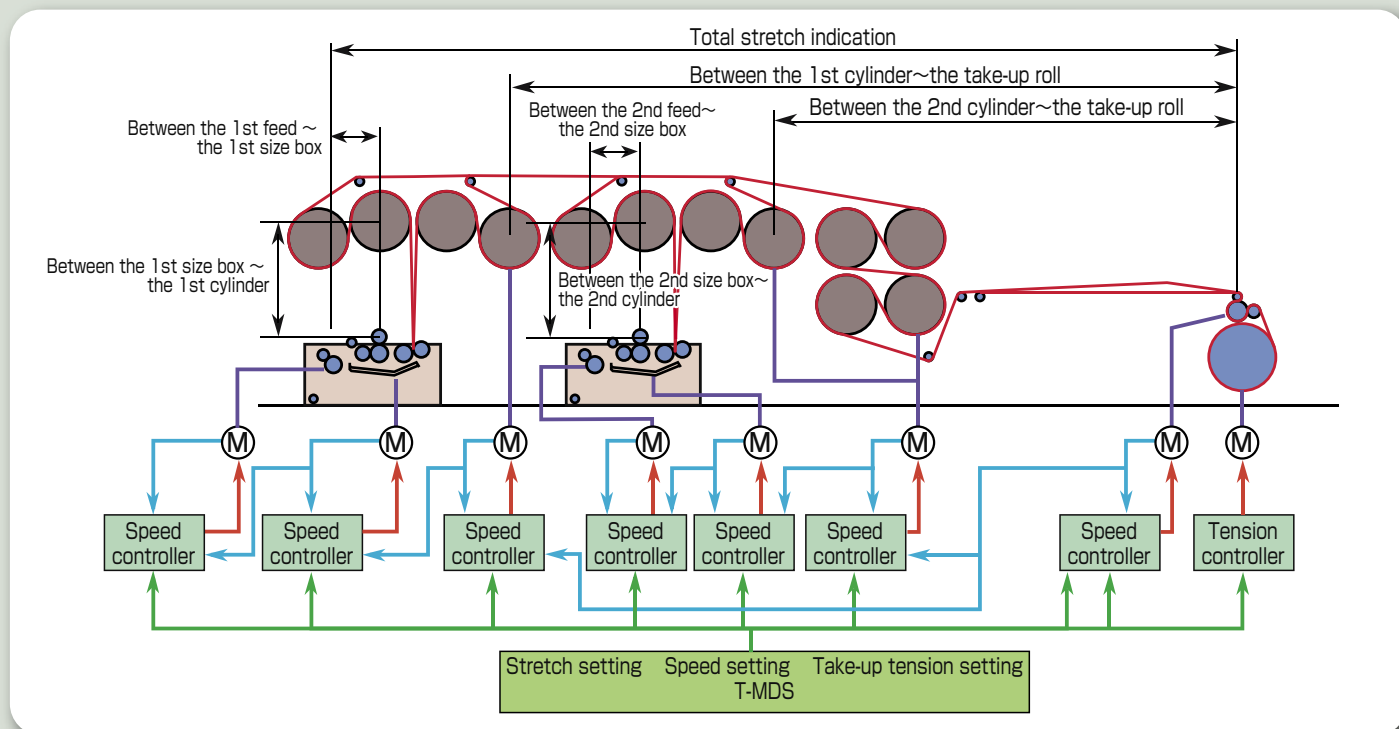 Total stretch indication
Between the 1st cylinder～the take-up roll
Between the 2nd feed～
the 2nd size box
Between the 2nd cylinder～the take-up roll
Between the 1st feed ～
the 1st size box
Between the 1st size box ～
the 1st cylinder
Between the 2nd size box～
the 2nd cylinder
M
M
M
M
M
M
M
M
Speed
controller
Speed
controller
Speed
controller
Speed
controller
Speed
controller
Speed
controller
Speed
controller
Tension
controller
Stretch setting Speed setting Take-up tension setting
T-MDS